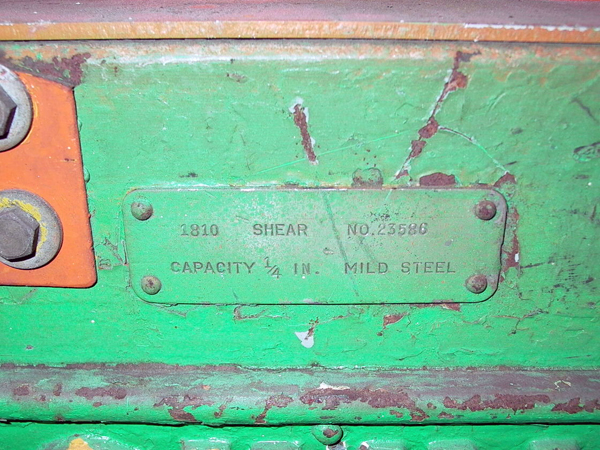 1810 SHEAR NO.23586
CAPACITY 1/4 IN. MILD STEEL